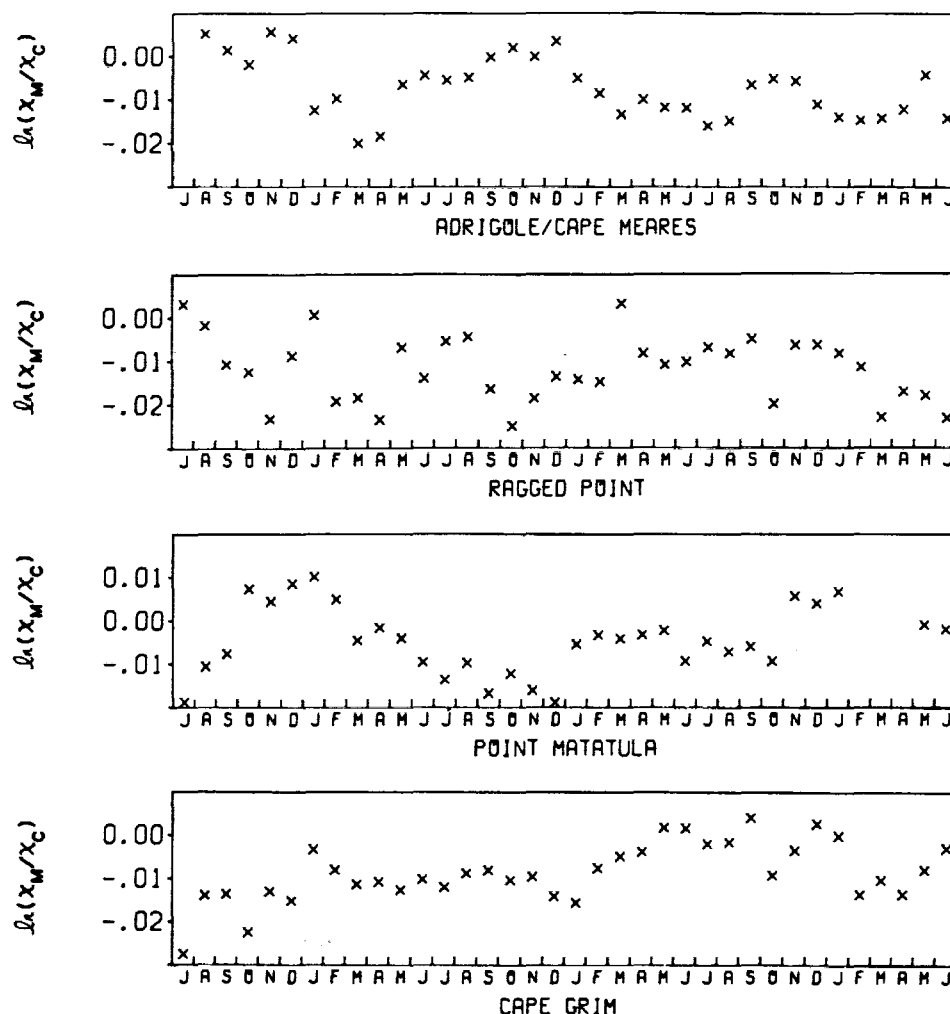 ln(χM/χC)
0.00
-.01
-.02
J A S O N D J F M A M J J A S O N D J F M A M J J A S O N D J F M A M J
ADRIGOLE/CAPE MEARES
ln(χM/χC)
0.00
-.01
-.02
J A S O N D J F M A M J J A S O N D J F M A M J J A S O N D J F M A M J
RAGGED POINT
ln(χM/χC)
0.01
0.00
-.01
J A S O N D J F M A M J J A S O N D J F M A M J J A S O N D J F M A M J
POINT MATATULA
ln(χM/χC)
0.00
-.01
-.02
J A S O N D J F M A M J J A S O N D J F M A M J J A S O N D J F M A M J
CAPE GRIM